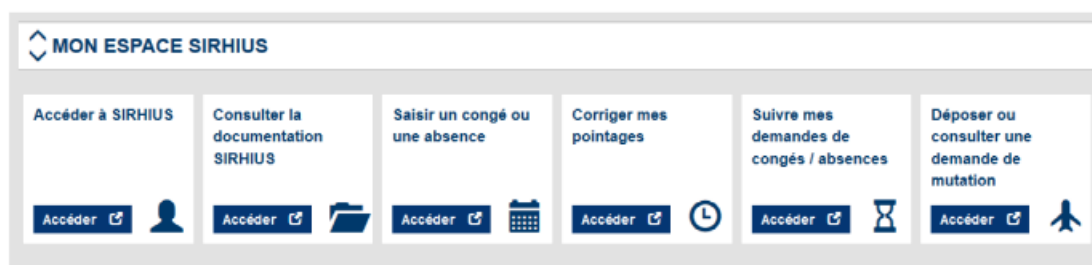 MON ESPACE SIRHIUS
Accéder à SIRHIUS
Accéder
Consulter la
documentation
SIRHIUS
Accéder
Saisir un congé ou
une absence
Accéder
Corriger mes
pointages
Accéder
Suivre mes
demandes de
congés / absences
Accéder
Déposer ou
consulter une
demande de
mutation
Accéder